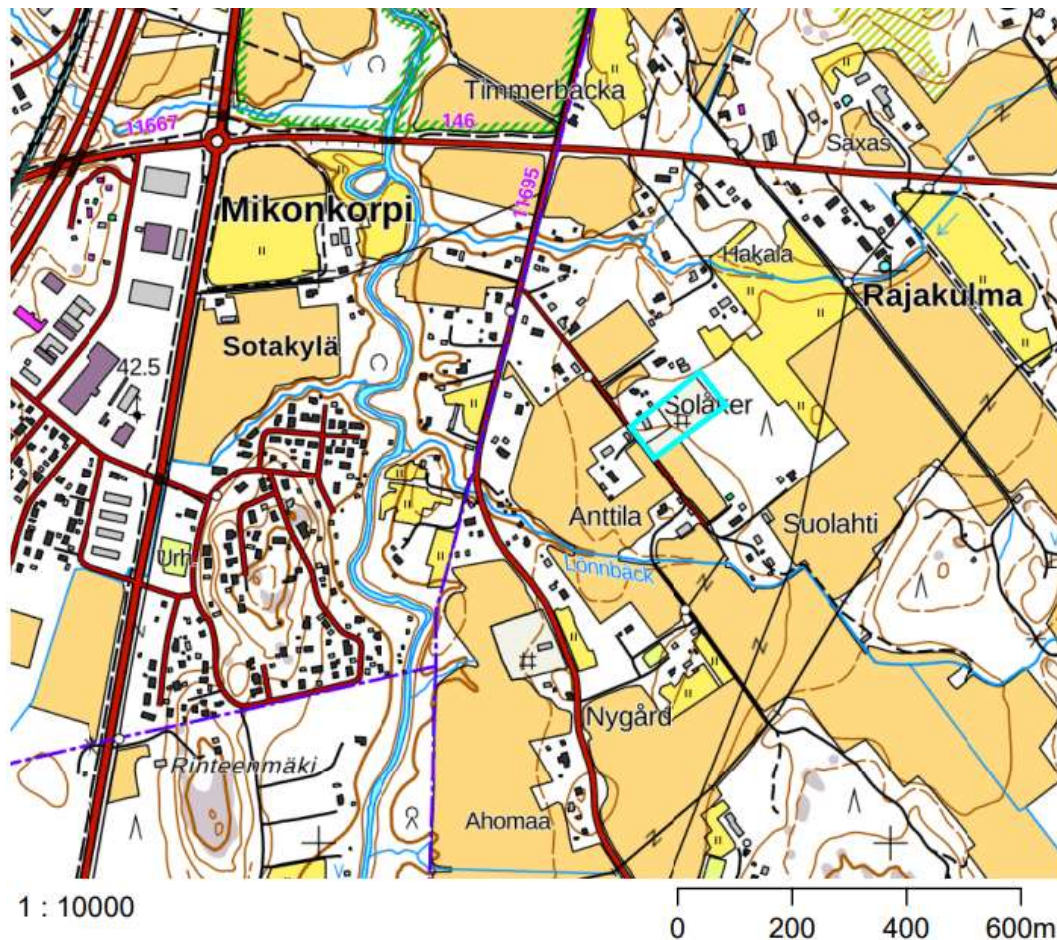 Timmerbacka
11667
146
Saxas
11695
Mikonkorpi
Hakala
Rajakulma
Sotakylä
42.5
Solåker
Anttila
Suolahti
Urh.
Lönnbäck
Nygård
Rinteenmäki
Ahomaa
1 : 10000
0 200 400 600m